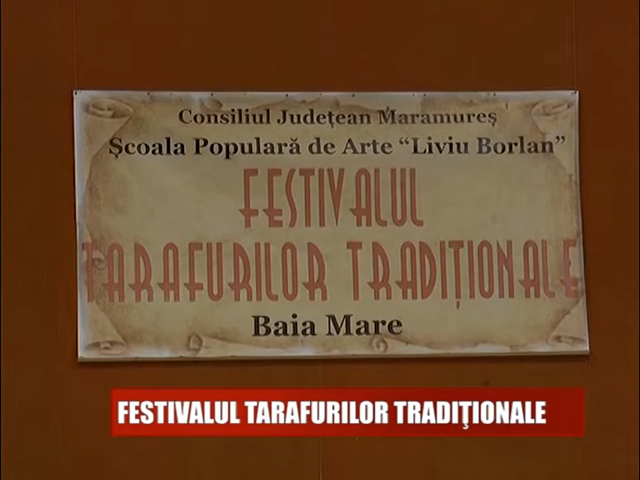 Consiliul Județean Maramureș
Școala Populară de Arte “Liviu Borlan”
FESTIVALUL
TARAFURILOR TRADIȚIONALE
Baia Mare
FESTIVALUL TARAFURILOR TRADIŢIONALE